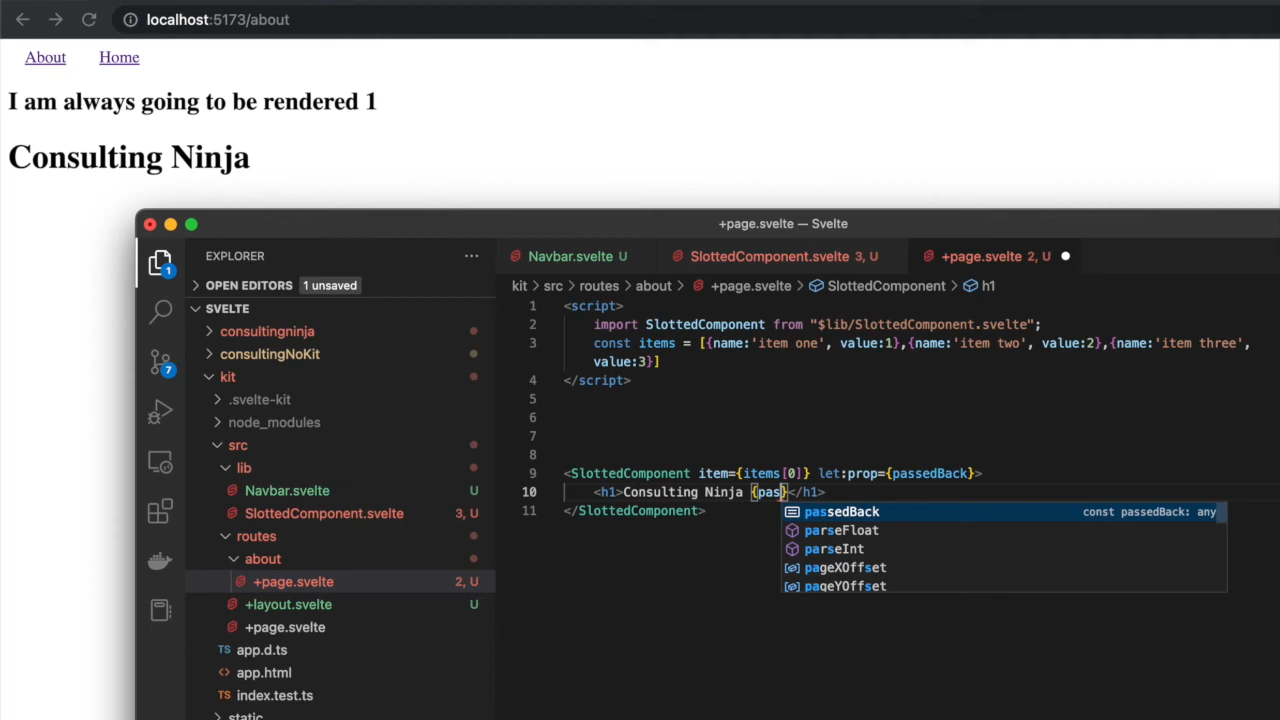 localhost:5173/about
About Home
I am always going to be rendered 1
Consulting Ninja
+page.svelte — Svelte
EXPLORER ...
Navbar.svelte U
SlottedComponent.svelte 3, U
+page.svelte 2, U
OPEN EDITORS 1 unsaved
kit > src > routes > about > +page.svelte > SlottedComponent > h1
SVELTE
consultingninja
consultingNoKit
kit
.svelte-kit
node_modules
src
lib
Navbar.svelte U
SlottedComponent.svelte 3, U
routes
about
+page.svelte 2, U
+layout.svelte U
+page.svelte
TS app.d.ts
<> app.html
TS index.test.ts
static
1
7
1 <script>
2 import SlottedComponent from "$lib/SlottedComponent.svelte";
3 const items = [{name:'item one', value:1},{name:'item two', value:2},{name:'item three',
value:3}]
4 </script>
5
6
7
8
9 <SlottedComponent item={items[0]} let:prop={passedBack}>
10 <h1>Consulting Ninja {pas}</h1>
11 </SlottedComponent>
passedBack const passedBack: any
parseFloat
parseInt
pageXOffset
pageYOffset